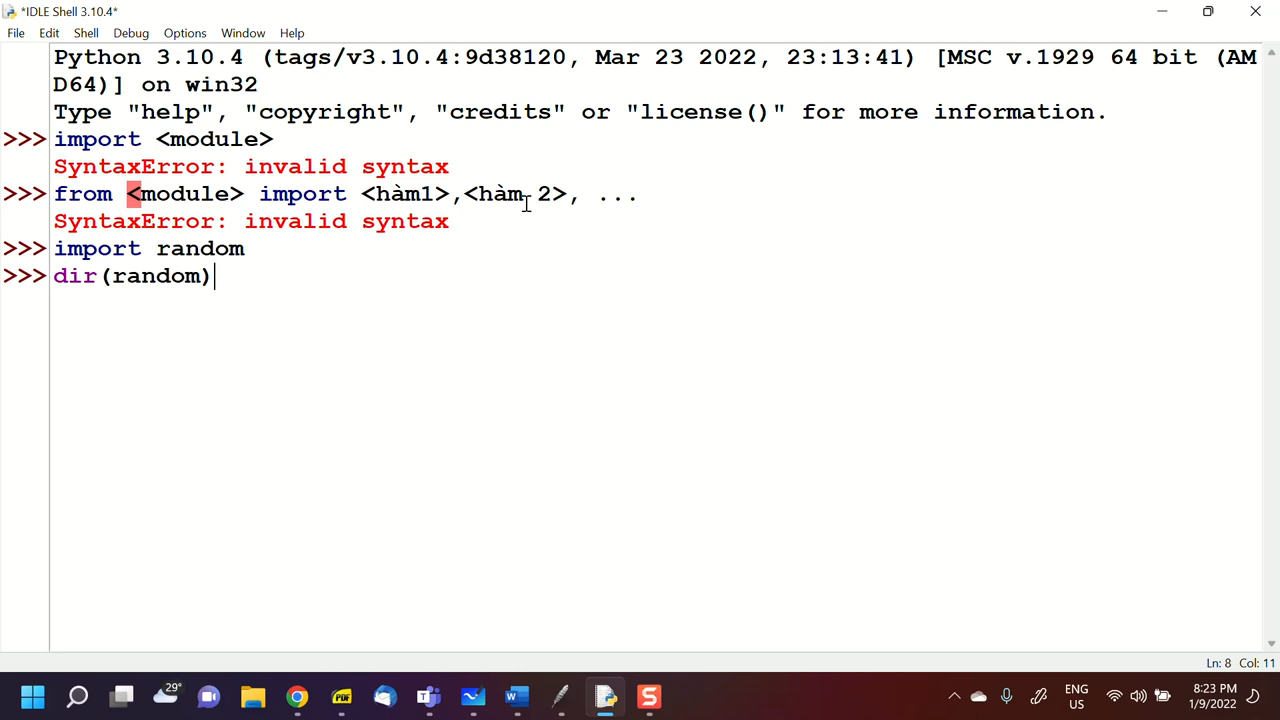 *IDLE Shell 3.10.4*
File Edit Shell Debug Options Window Help
Python 3.10.4 (tags/v3.10.4:9d38120, Mar 23 2022, 23:13:41) [MSC v.1929 64 bit (AM
D64)] on win32
Type "help", "copyright", "credits" or "license()" for more information.
>>> import <module>
SyntaxError: invalid syntax
>>> from <module> import <hàm1>,<hàm 2>, ...
SyntaxError: invalid syntax
>>> import random
>>> dir(random)
Ln: 8 Col: 11
29°
PDF
T
W
S
ENG
US
8:23 PM
1/9/2022